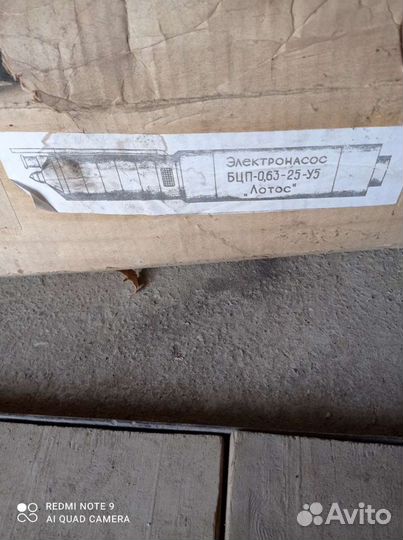 Электронасос
БЦП-0,63-25-У5
"Лотос"
REDMI NOTE 9
AI QUAD CAMERA
Avito